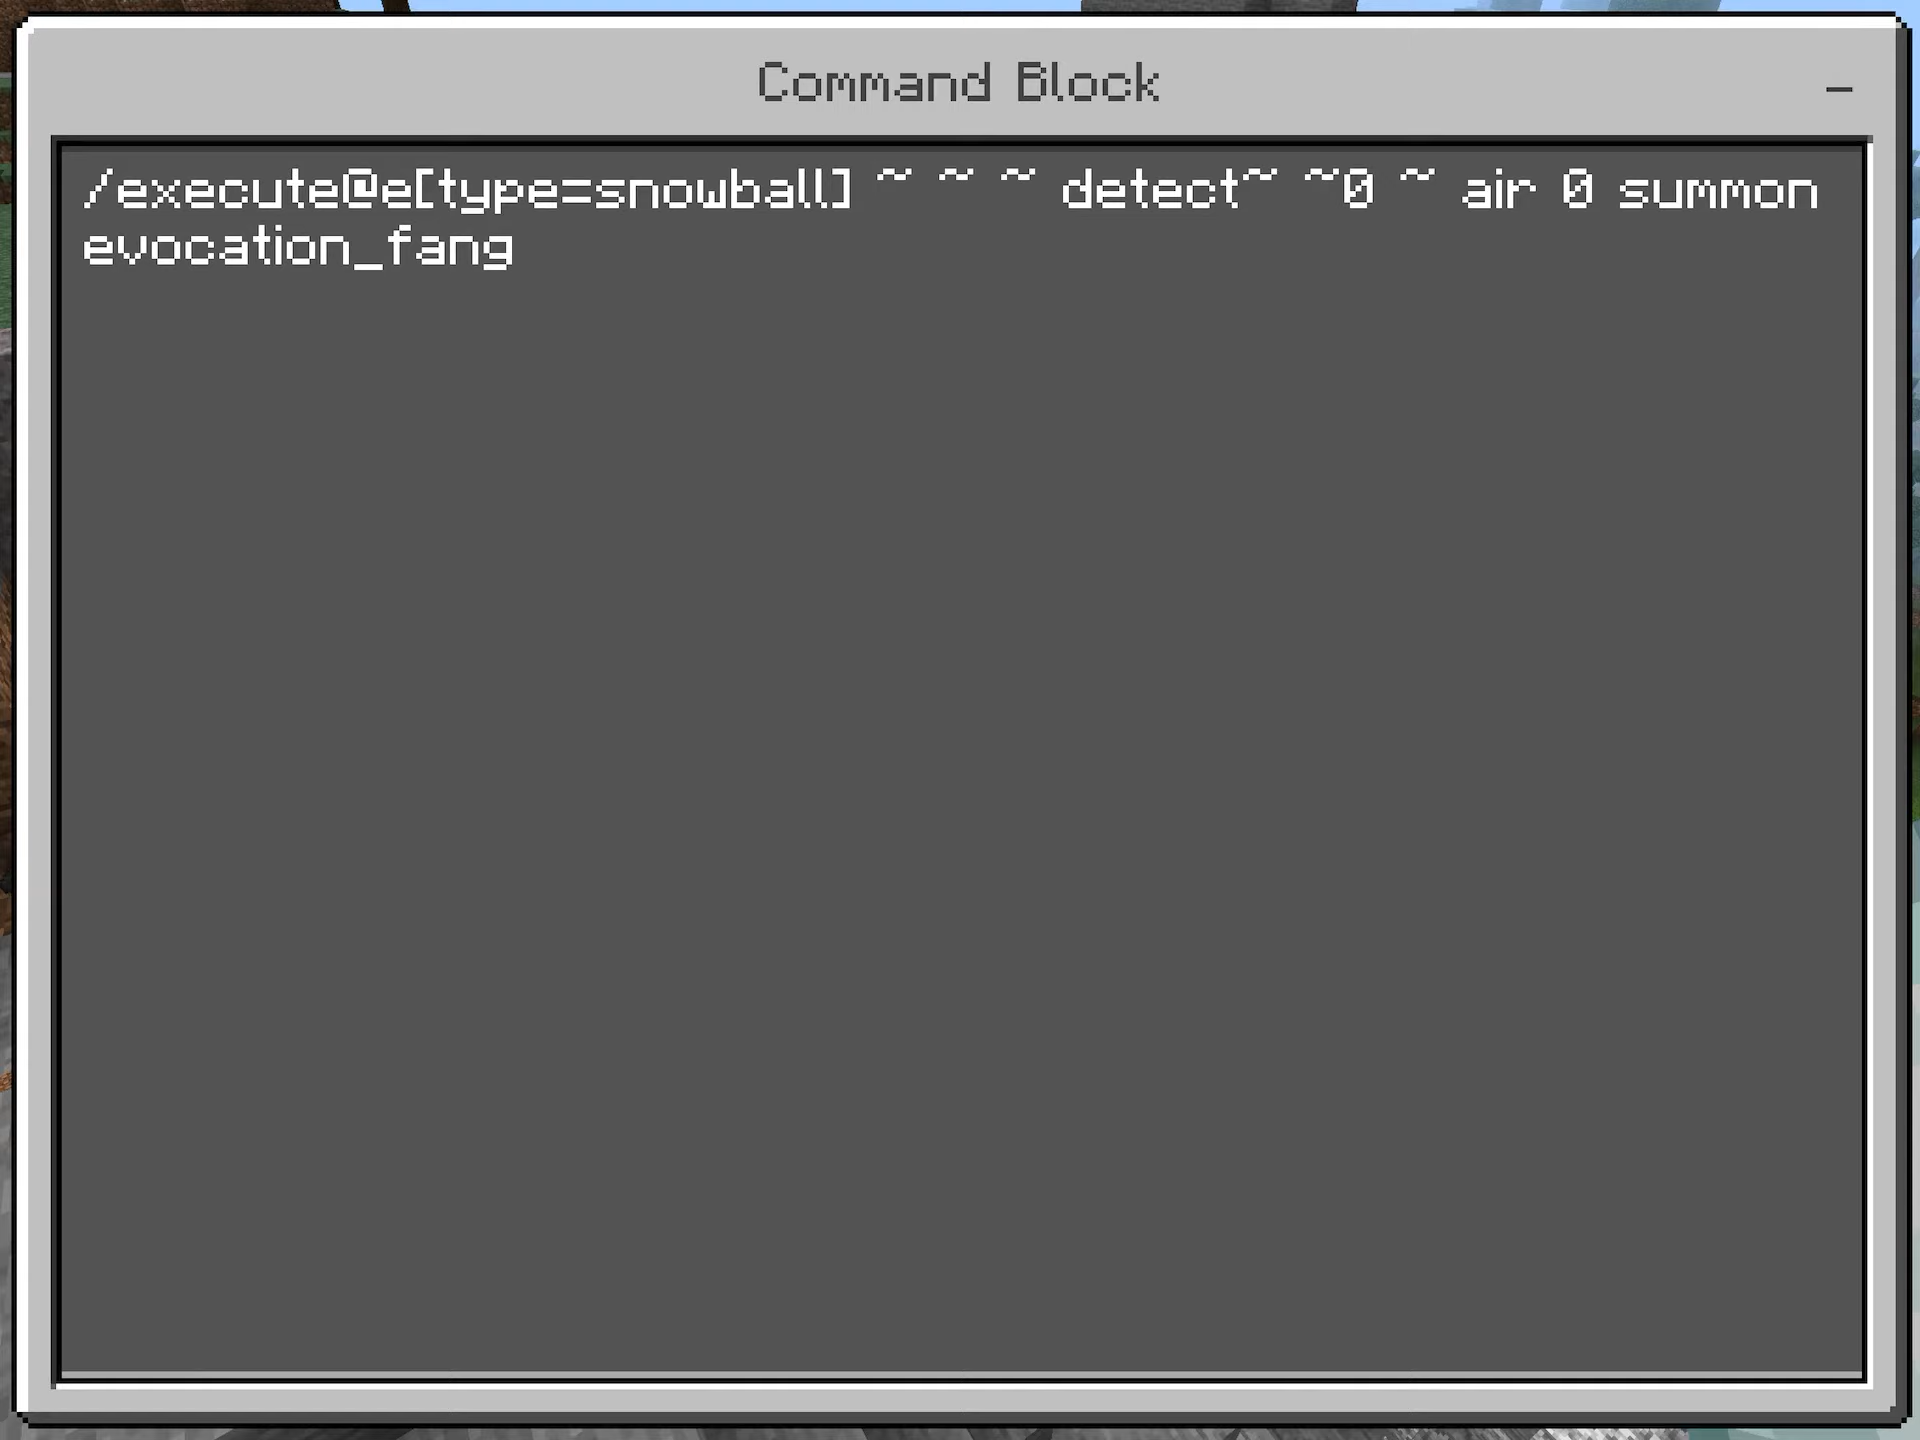 Command Block
/execute@e[type=snowball] ~ ~ ~ detect~ ~0 ~ air 0 summon
evocation_fang